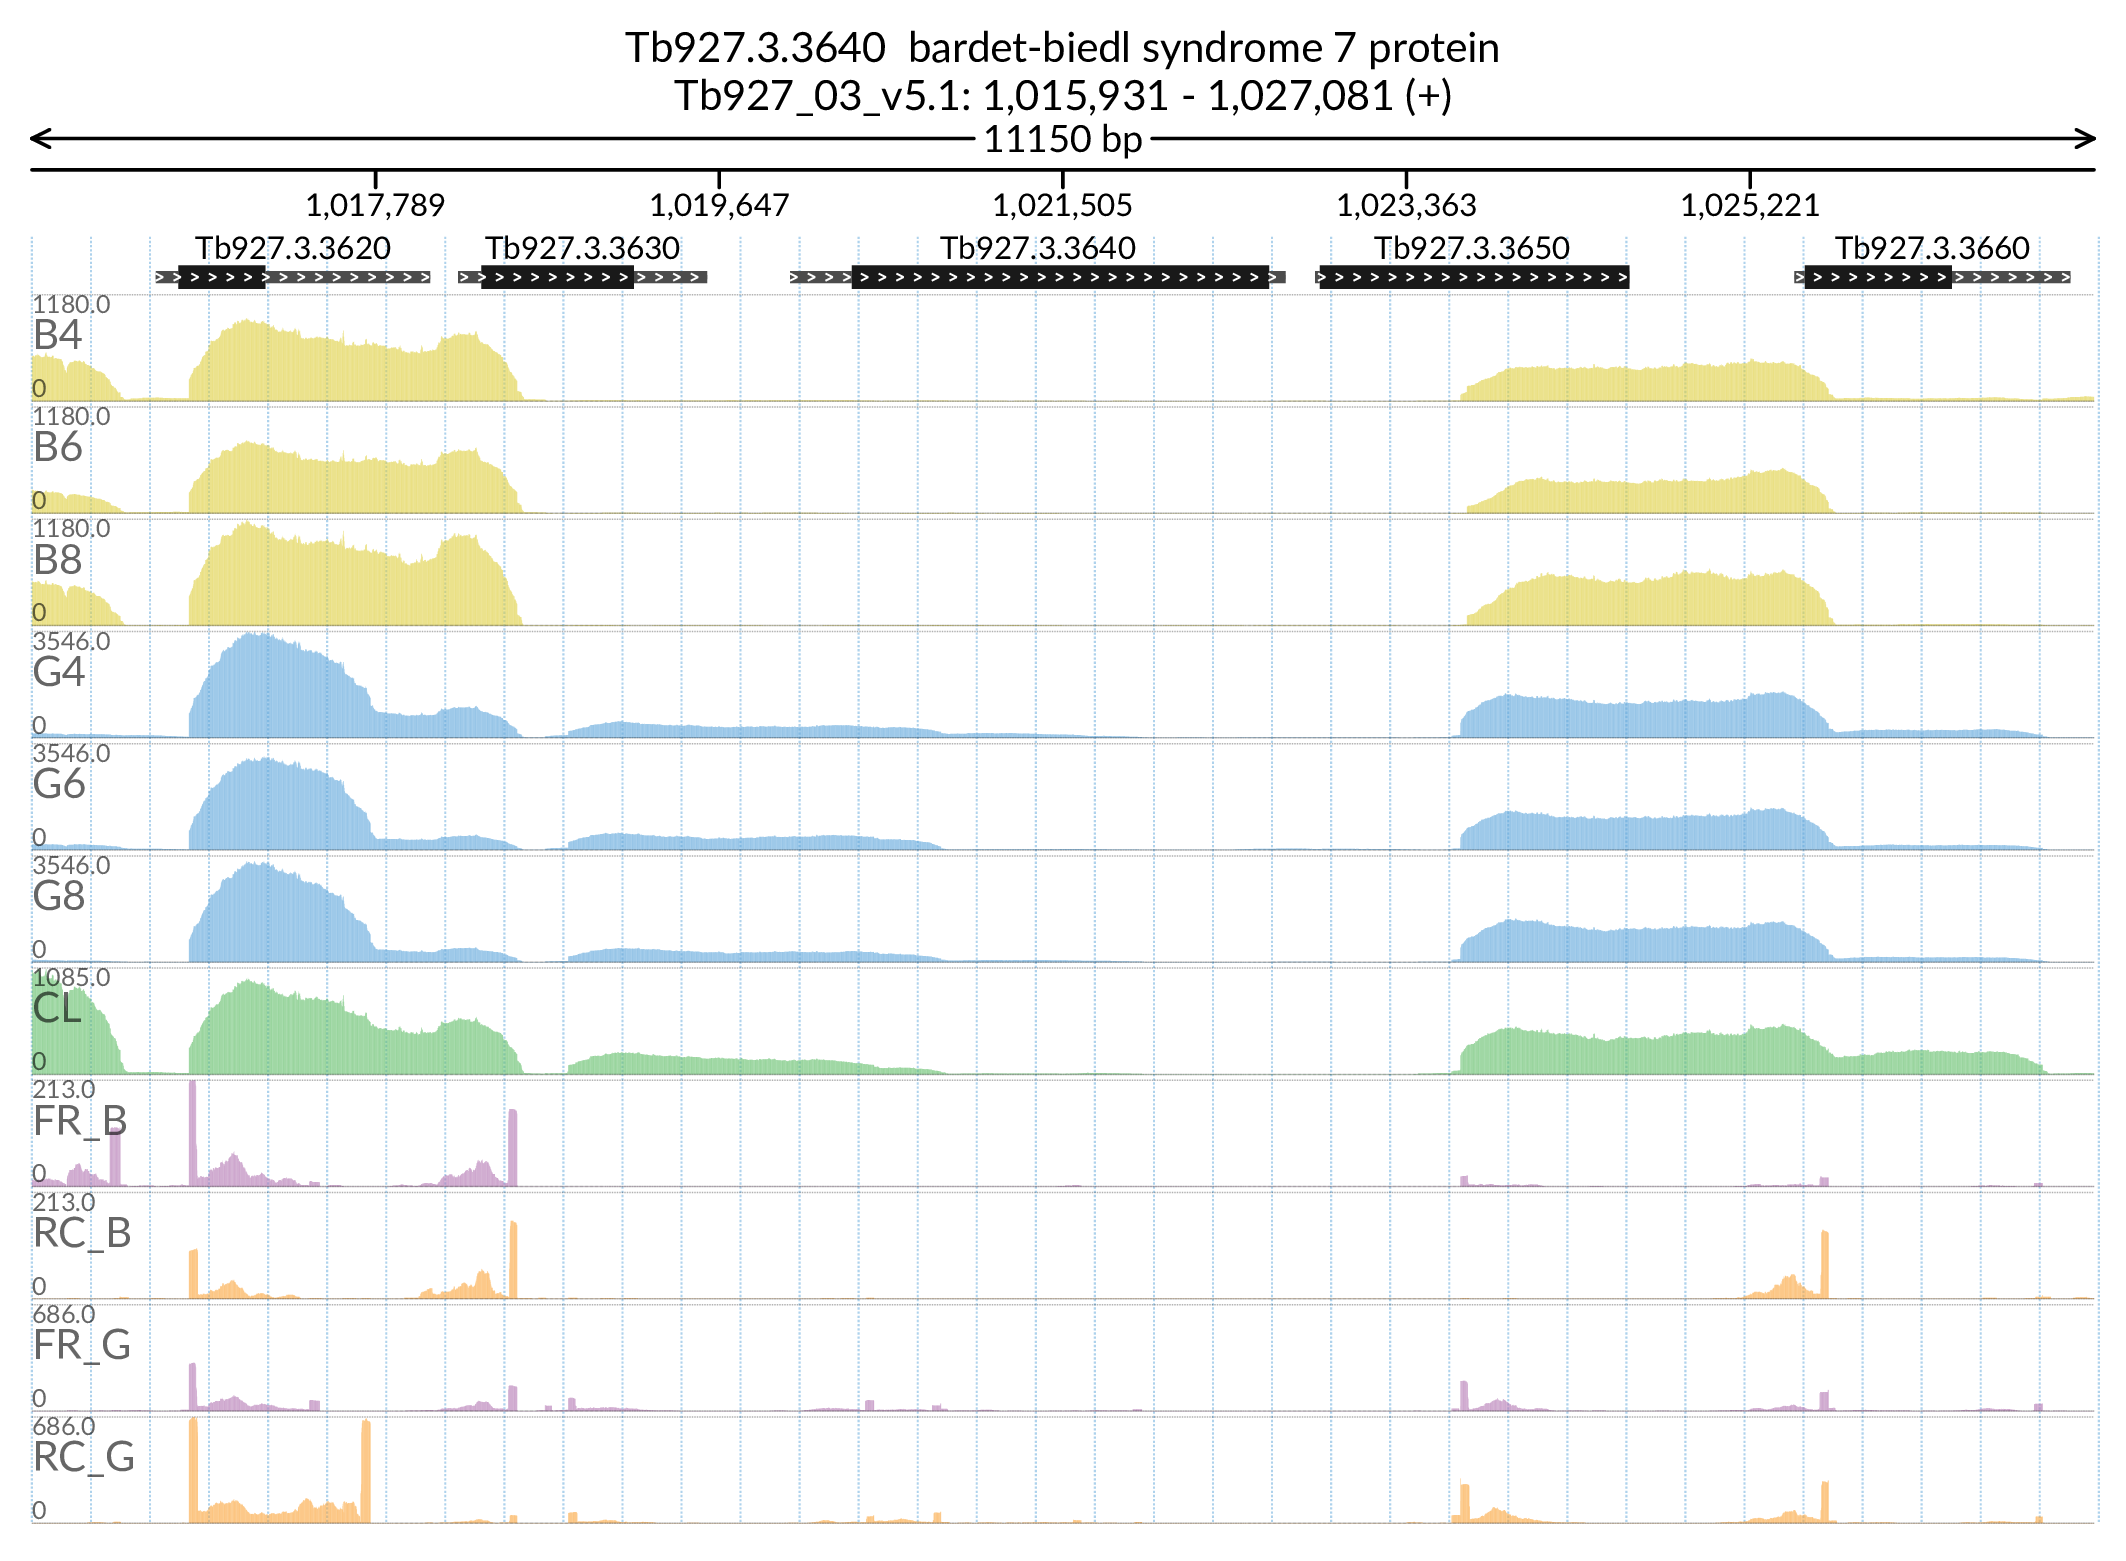 Tb927.3.3640  bardet-biedl syndrome 7 protein
Tb927_03_v5.1: 1,015,931 - 1,027,081 (+)
11150 bp
1,017,789 1,019,647 1,021,505 1,023,363 1,025,221
Tb927.3.3620 Tb927.3.3630 Tb927.3.3640 Tb927.3.3650 Tb927.3.3660
1180.0
B4
0
1180.0
B6
0
1180.0
B8
0
3546.0
G4
0
3546.0
G6
0
3546.0
G8
0
1085.0
CL
0
213.0
FR_B
0
213.0
RC_B
0
686.0
FR_G
0
686.0
RC_G
0